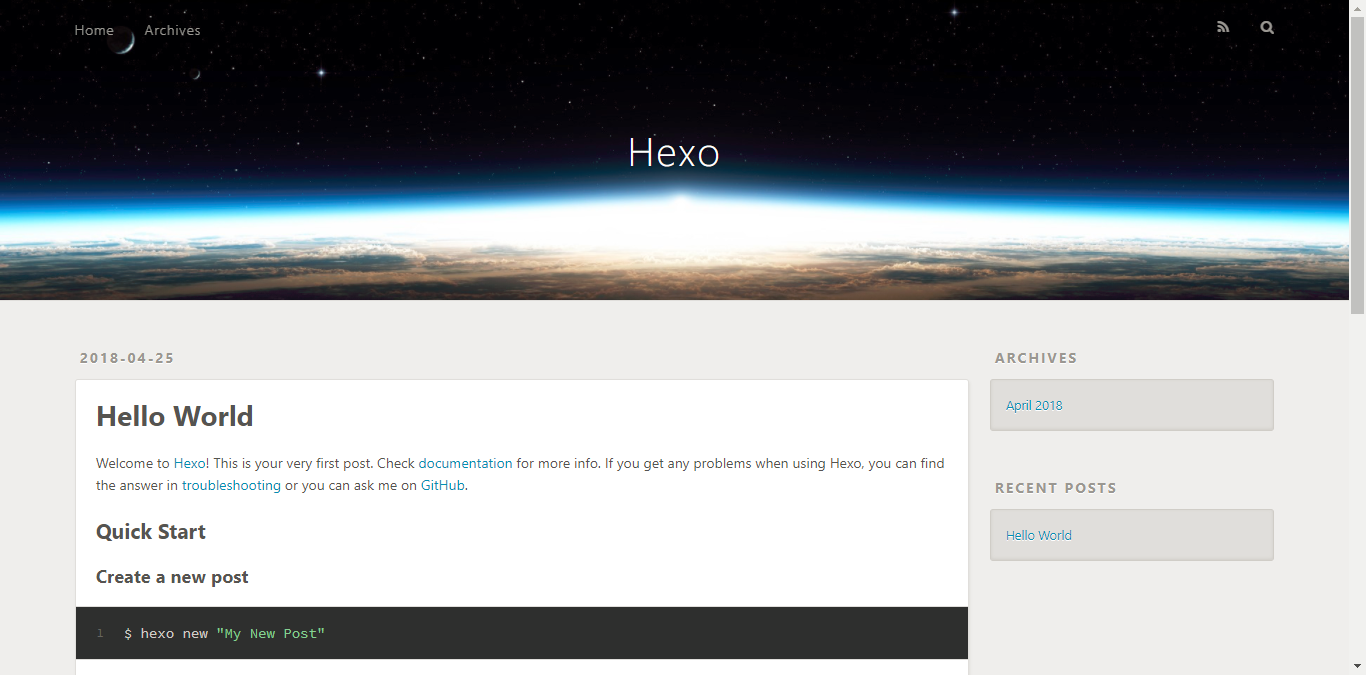 Home Archives
Hexo
2018-04-25
Hello World
Welcome to Hexo! This is your very first post. Check documentation for more info. If you get any problems when using Hexo, you can find
the answer in troubleshooting or you can ask me on GitHub.
Quick Start
Create a new post
1 $ hexo new "My New Post"
ARCHIVES
April 2018
RECENT POSTS
Hello World